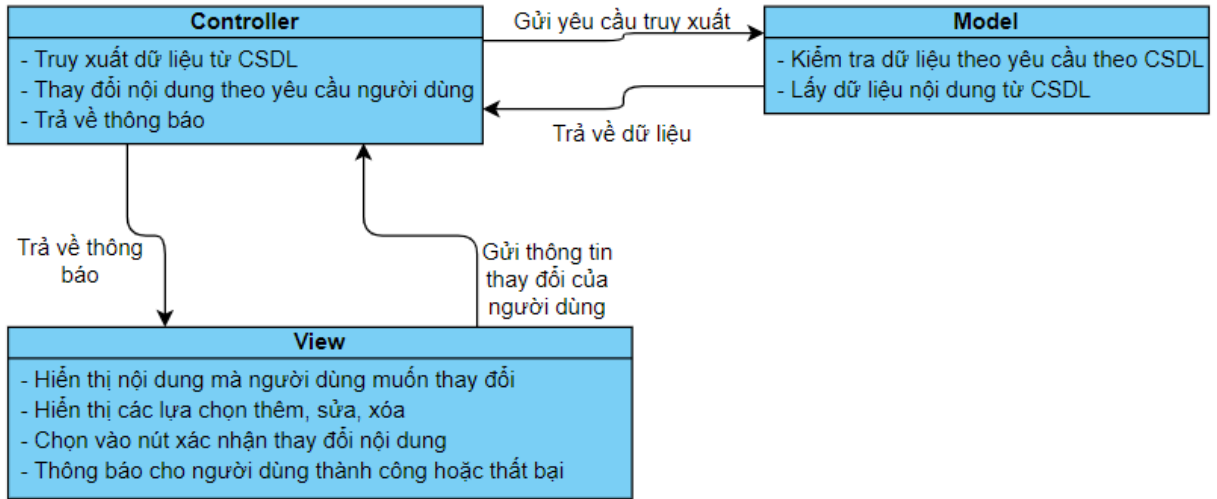 Controller
- Truy xuất dữ liệu từ CSDL
- Thay đổi nội dung theo yêu cầu người dùng
- Trả về thông báo
Gửi yêu cầu truy xuất
Trả về dữ liệu
Model
- Kiểm tra dữ liệu theo yêu cầu theo CSDL
- Lấy dữ liệu nội dung từ CSDL
Trả về thông
báo
Gửi thông tin
thay đổi của
người dùng
View
- Hiển thị nội dung mà người dùng muốn thay đổi
- Hiển thị các lựa chọn thêm, sửa, xóa
- Chọn vào nút xác nhận thay đổi nội dung
- Thông báo cho người dùng thành công hoặc thất bại